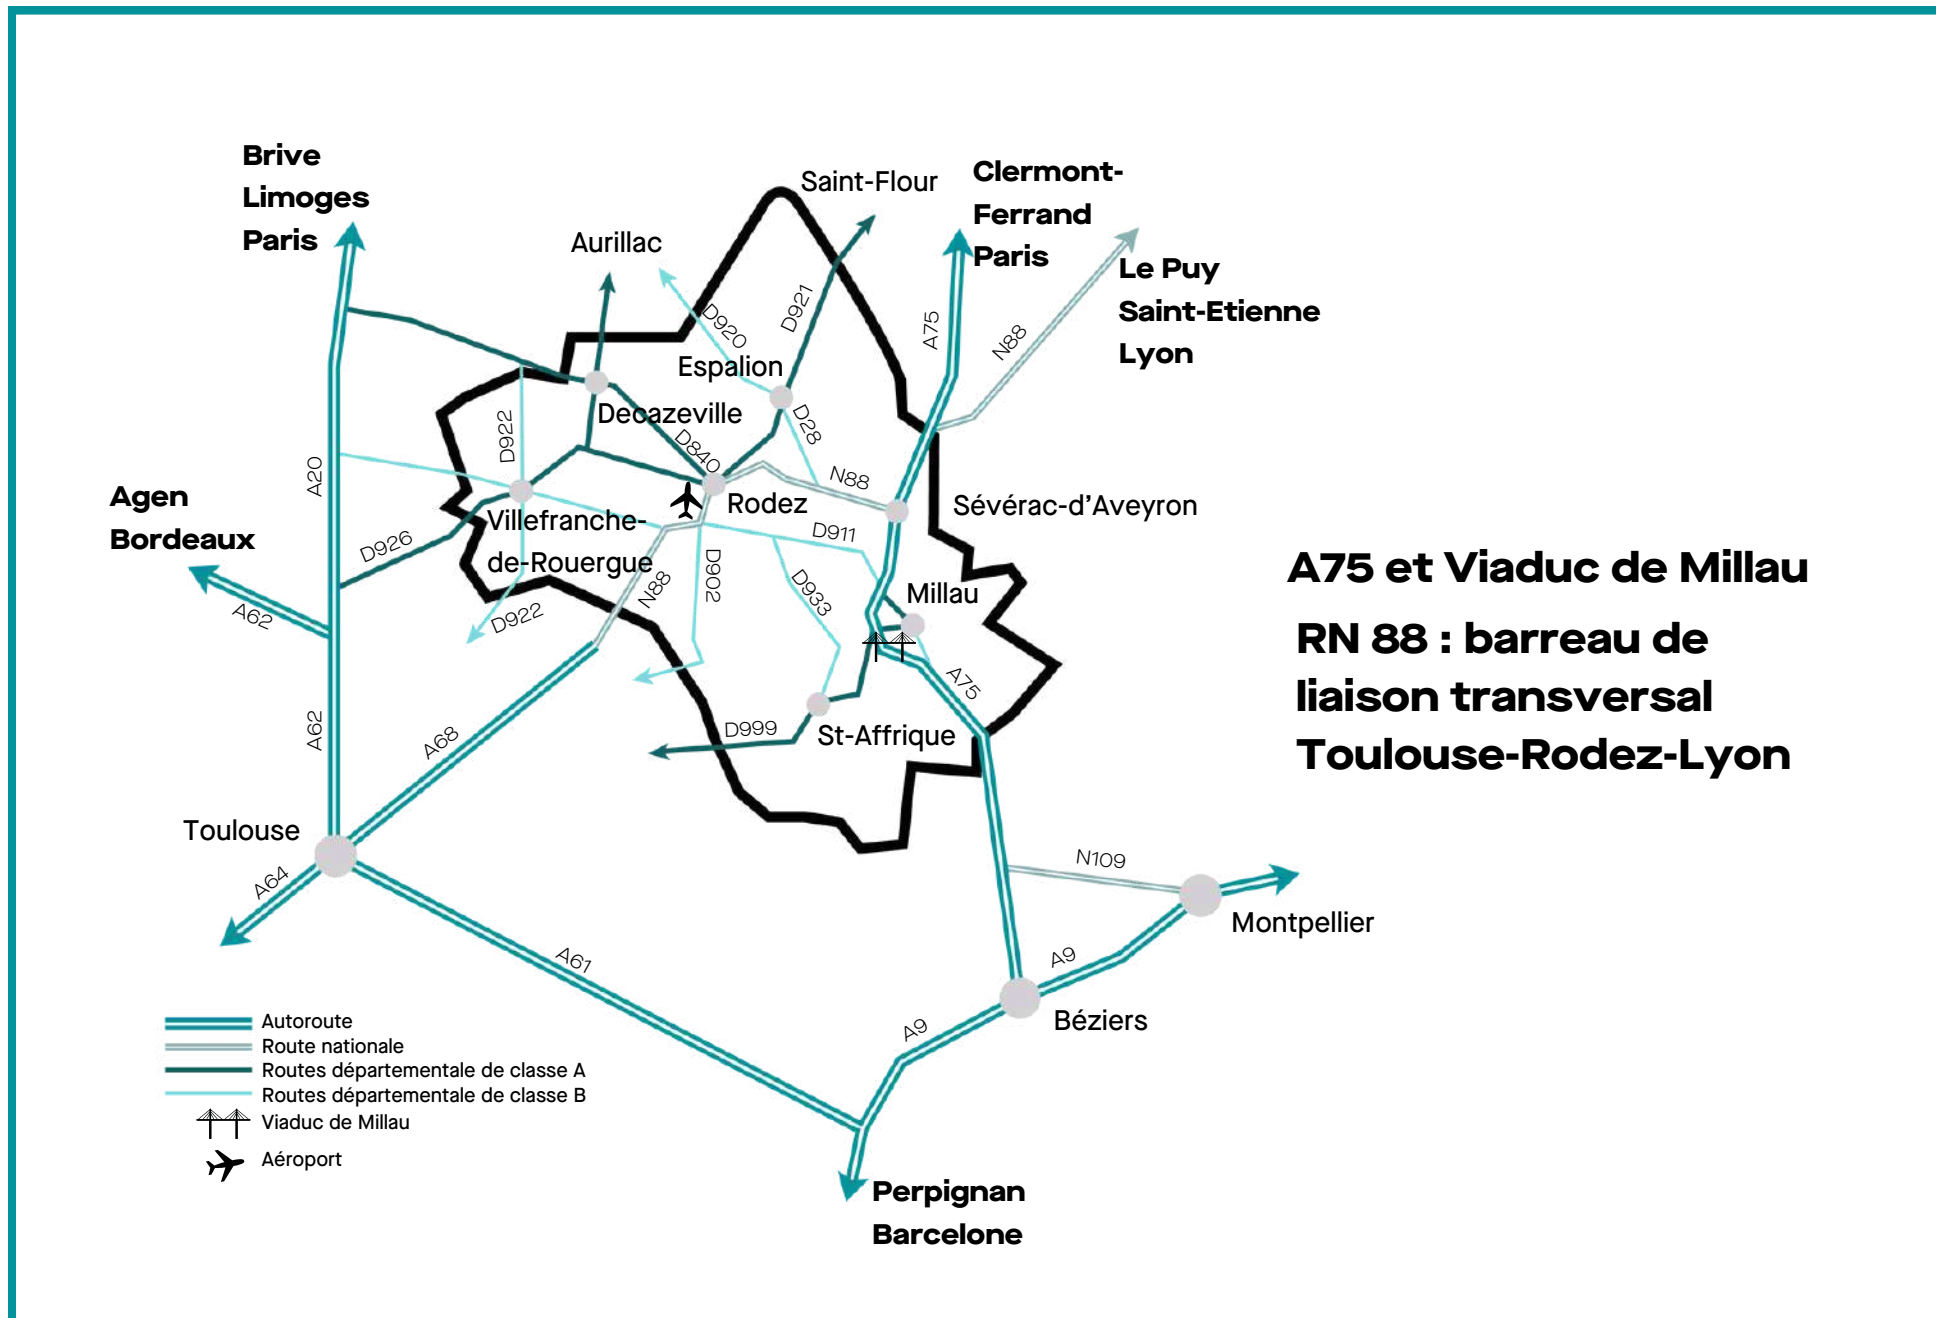 Brive
Limoges
Paris
Saint-Flour
Clermont-
Ferrand
Paris
Aurillac
Le Puy
Saint-Etienne
Lyon
D920
D921
A75
N88
Espalion
Decazeville
D922
D28
D840
A20
N88
Agen
Bordeaux
Rodez
Sévérac-d'Aveyron
Villefranche-
de-Rouergue
D926
D911
A75 et Viaduc de Millau
D902
D933
N88
Millau
A62
D922
RN 88 : barreau de
liaison transversal
Toulouse-Rodez-Lyon
A75
A62
A68
D999
St-Affrique
Toulouse
A64
N109
Montpellier
A61
A9
Béziers
A9
Autoroute
Route nationale
Routes départementale de classe A
Routes départementale de classe B
Viaduc de Millau
Aéroport
Perpignan
Barcelone